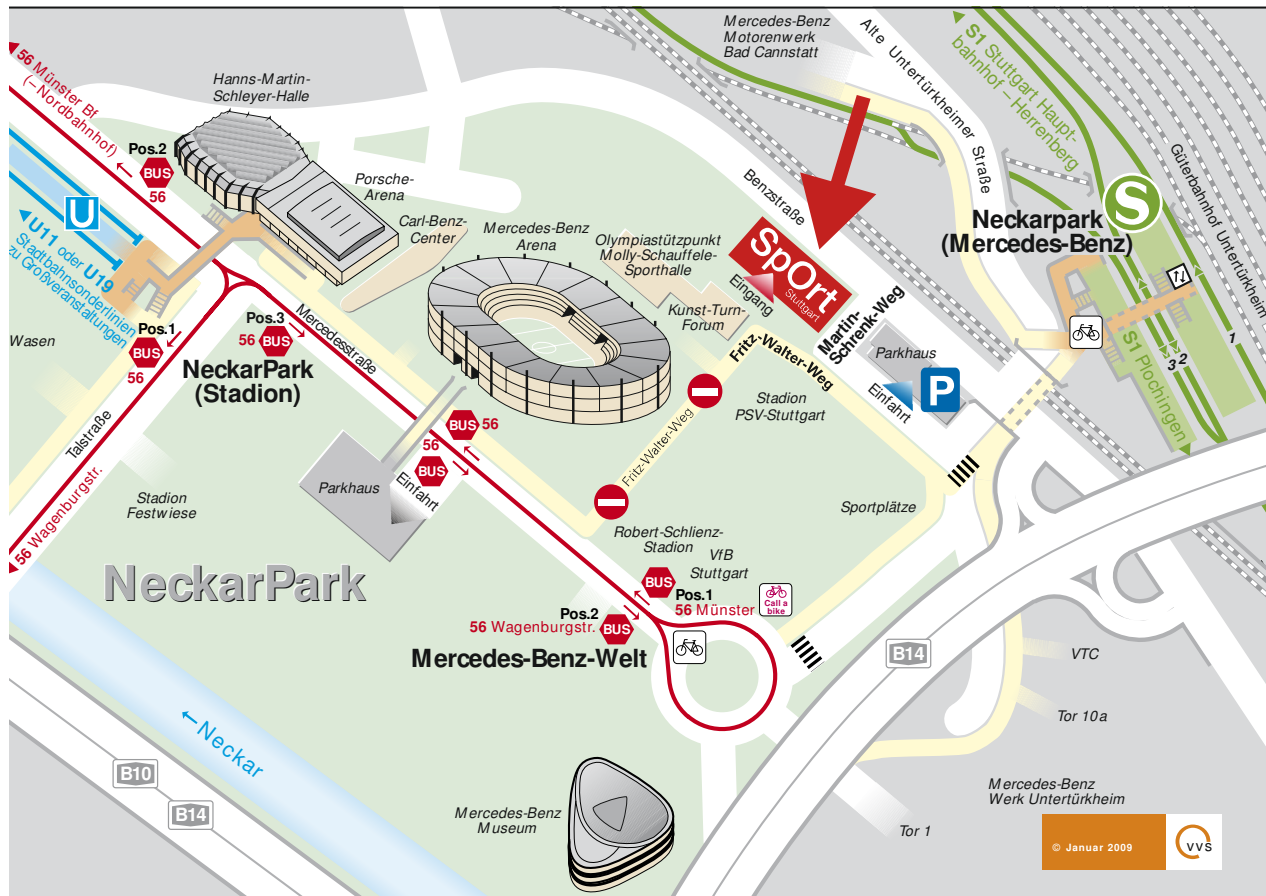 Mercedes-Benz
Motorenwerk
Bad Cannstatt
Alte Untertürkheimer Straße
S1 Stuttgart Haupt-
bahnhof – Herrenberg
Güterbahnhof Untertürkheim
56 Münster Bf
(– Nordbahnhof)
Hanns-Martin-
Schleyer-Halle
Pos.2
BUS
56
Porsche-
Arena
Carl-Benz-
Center
Mercedes-Benz
Arena
Olympiastützpunkt
Molly-Schauffele-
Sporthalle
Benzstraße
SpOrt
Stuttgart
Eingang
Kunst-Turn-
Forum
Neckarpark
(Mercedes-Benz)
S
U
U11 oder U19
Stadtbahnsonderlinien
zu Großveranstaltungen
Wasen
Pos.1
BUS
56
Pos.3
56 BUS
NeckarPark
(Stadion)
Mercedesstraße
Martin-
Schrenk-Weg
Parkhaus
Einfahrt
P
Fritz-Walter-Weg
Stadion
PSV-Stuttgart
1
2
3
S1 Plochingen
Talstraße
56 Wagenburgstr.
Stadion
Festwiese
BUS 56
56
BUS
Parkhaus
Einfahrt
Fritz-Walter-Weg
Sportplätze
Robert-Schlienz-
Stadion
VfB
Stuttgart
NeckarPark
BUS
Pos.1
56 Münster
Call a
bike
Pos.2
56 Wagenburgstr. BUS
Mercedes-Benz-Welt
B14
VTC
Tor 10a
Neckar
B10
B14
Mercedes-Benz
Museum
Mercedes-Benz
Werk Untertürkheim
Tor 1
© Januar 2009
VVS